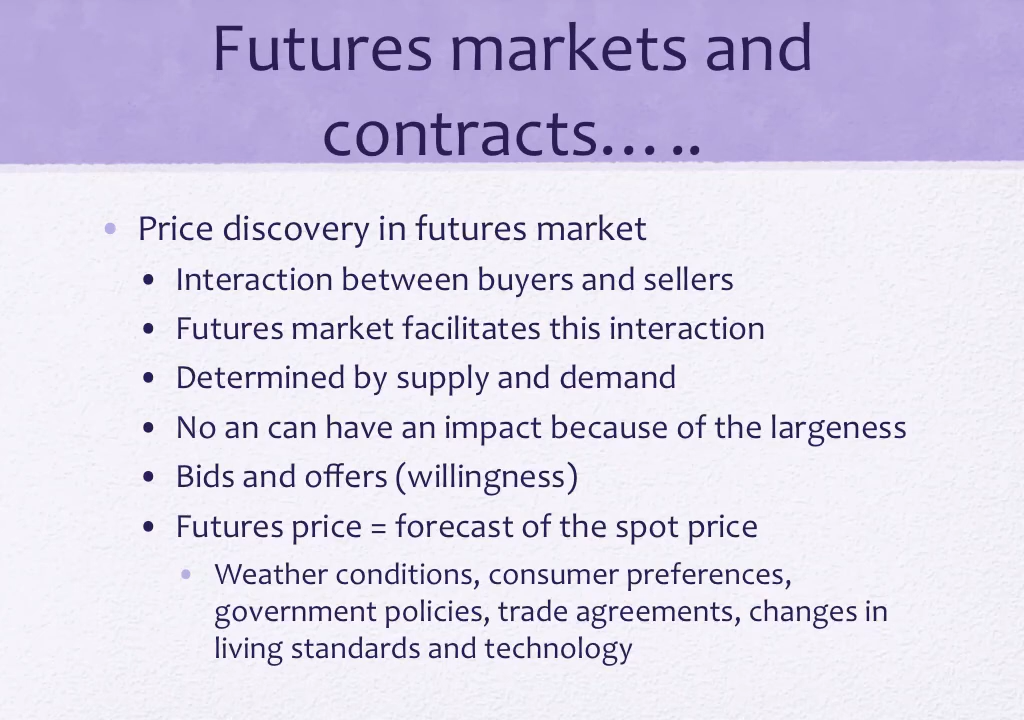 Futures markets and
contracts…..
• Price discovery in futures market
• Interaction between buyers and sellers
• Futures market facilitates this interaction
• Determined by supply and demand
• No an can have an impact because of the largeness
• Bids and offers (willingness)
• Futures price = forecast of the spot price
• Weather conditions, consumer preferences,
government policies, trade agreements, changes in
living standards and technology